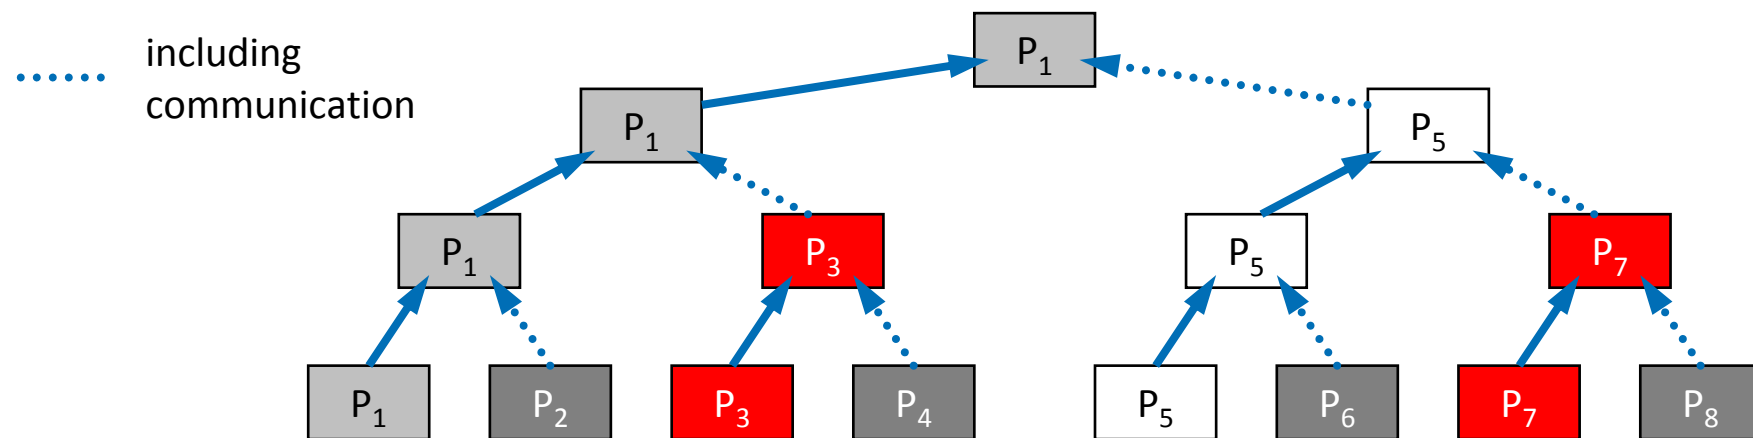 including
communication
P₁
P₁
P₅
P₁
P₃
P₅
P₇
P₁
P₂
P₃
P₄
P₅
P₆
P₇
P₈